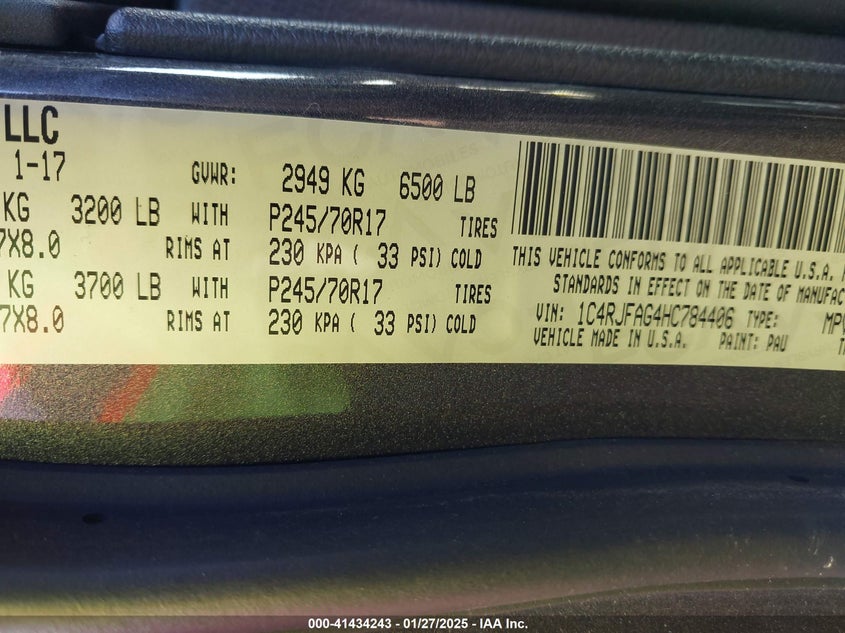 LLC
1-17 GVWR: 2949 KG 6500 LB
KG 3200 LB WITH P245/70R17 TIRES
7X8.0 RIMS AT 230 KPA ( 33 PSI) COLD
KG 3700 LB WITH P245/70R17 TIRES
7X8.0 RIMS AT 230 KPA ( 33 PSI) COLD
THIS VEHICLE CONFORMS TO ALL APPLICABLE U.S.A.
STANDARDS IN EFFECT ON THE DATE OF MANUFAC
VIN: 1C4RJFAG4HC784406 TYPE: MPV
VEHICLE MADE IN U.S.A. PAINT: PAU
000-41434243 - 01/27/2025 - IAA Inc.